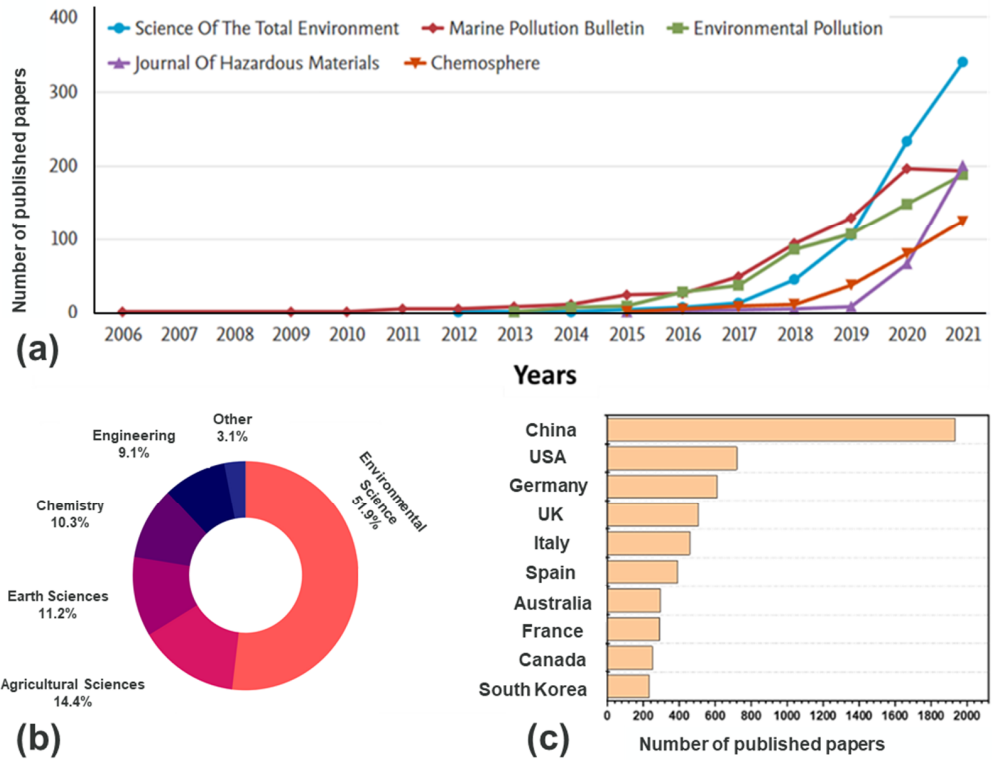 400
300
200
100
0
Number of published papers
Science Of The Total Environment Marine Pollution Bulletin Environmental Pollution
Journal Of Hazardous Materials Chemosphere
2006 2007 2008 2009 2010 2011 2012 2013 2014 2015 2016 2017 2018 2019 2020 2021
(a)
Years
Other
3.1%
Engineering
9.1%
Chemistry
10.3%
Earth Sciences
11.2%
Agricultural Sciences
14.4%
Environmental
Science
51.9%
(b)
China
USA
Germany
UK
Italy
Spain
Australia
France
Canada
South Korea
0 200 400 600 800 1000 1200 1400 1600 1800 2000
Number of published papers
(c)